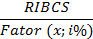 RIBCS
Fator (x; i%)